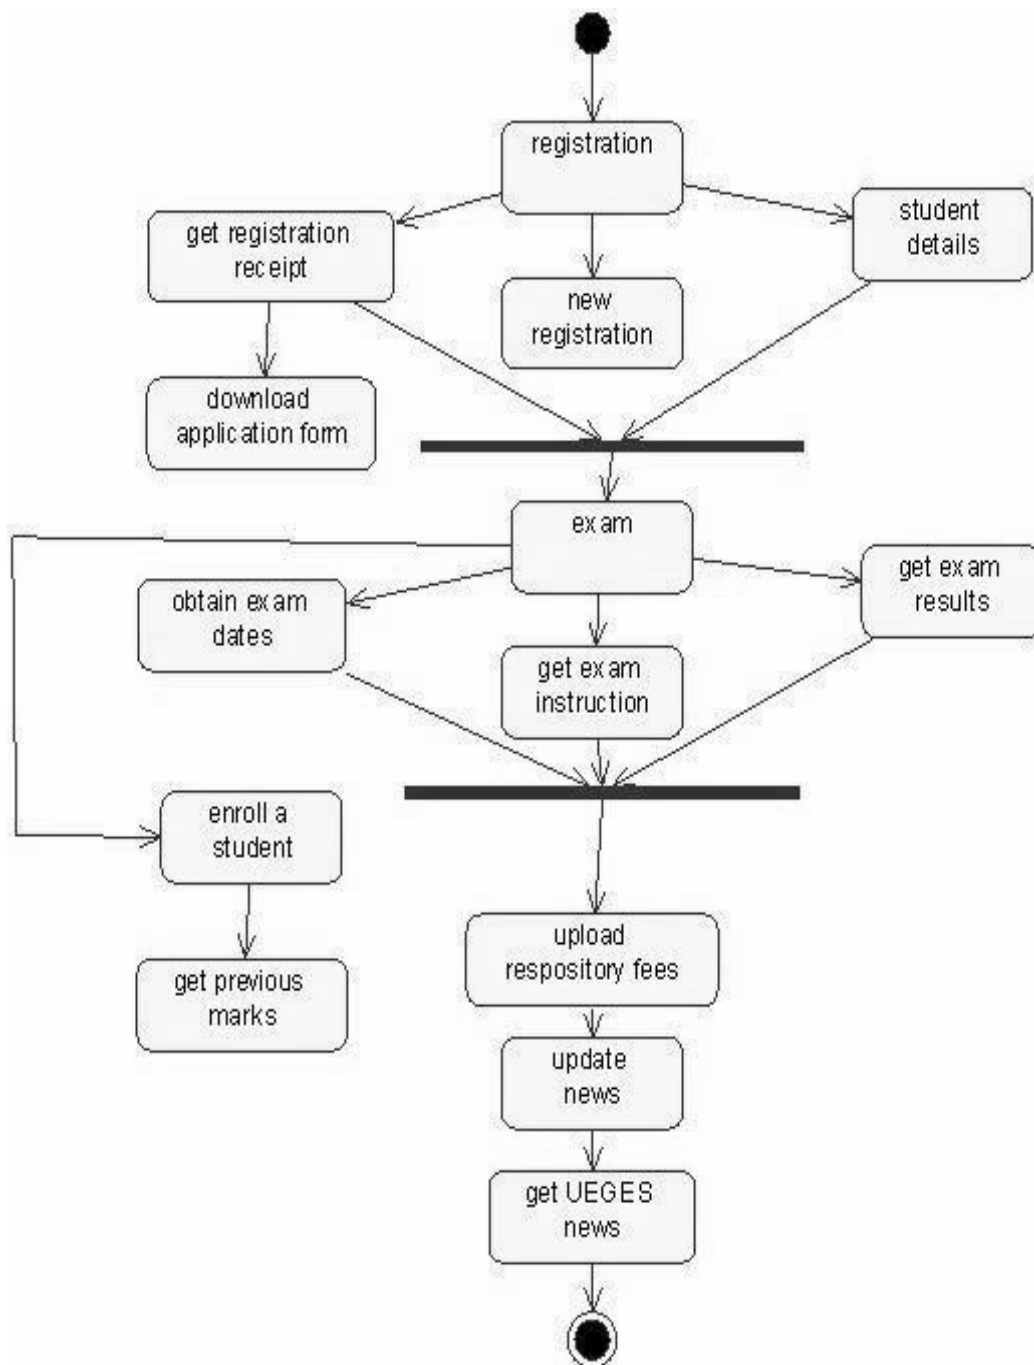 registration
get registration
receipt
student
details
new
registration
download
application form
exam
obtain exam
dates
get exam
results
get exam
instruction
enroll a
student
get previous
marks
upload
respository fees
update
news
get UEGES
news